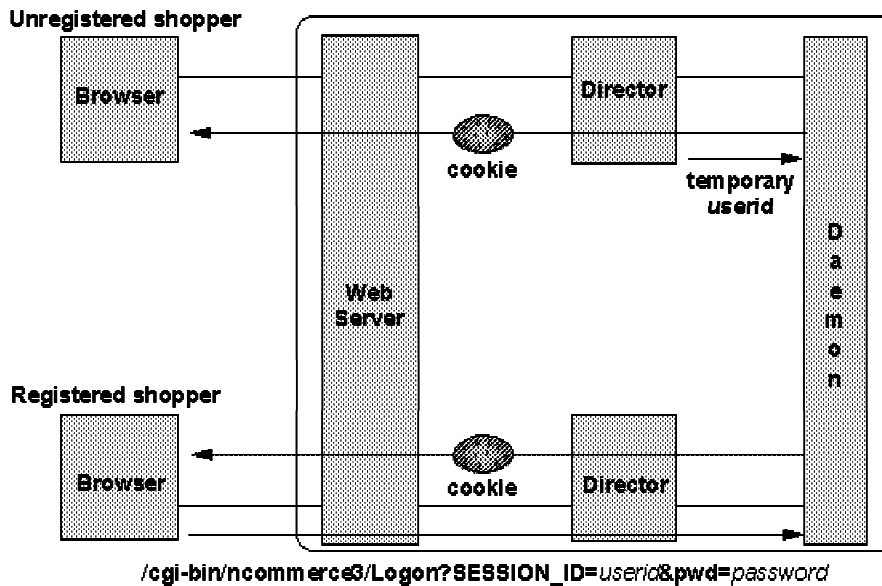 Unregistered shopper
Browser
Director
cookie
temporary
userid
Web
Server
Daemon
Registered shopper
Browser
cookie
Director
/cgi-bin/ncommerce3/Logon?SESSION_ID=userid&pwd=password